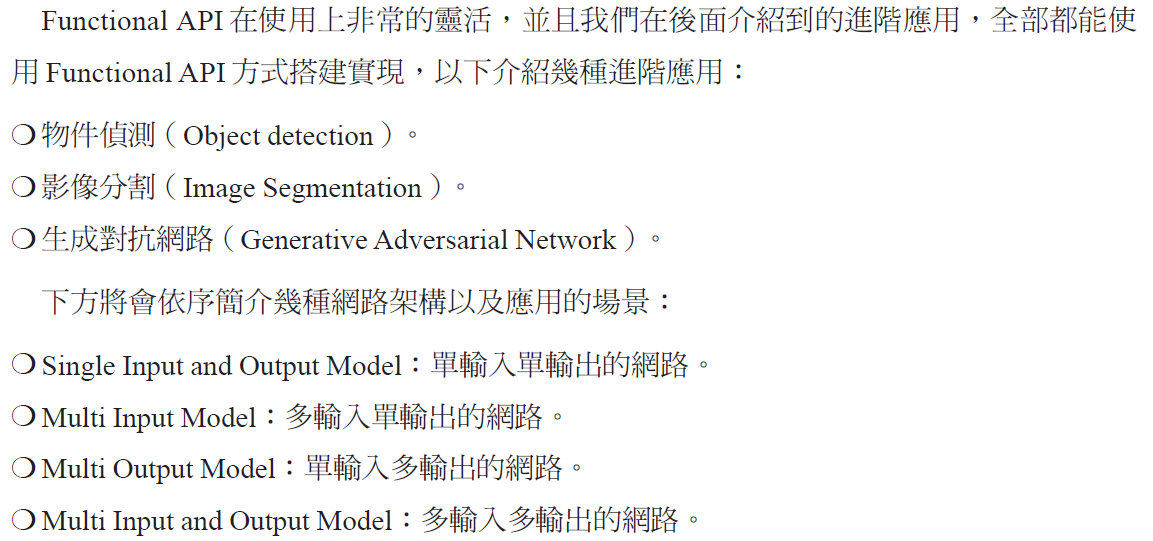 Functional API 在使用上非常的靈活，並且我們在後面介紹到的進階應用，全部都能使
用 Functional API 方式搭建實現，以下介紹幾種進階應用：
❍ 物件偵測（Object detection）。
❍ 影像分割（Image Segmentation）。
❍ 生成對抗網路（Generative Adversarial Network）。
下方將會依序簡介幾種網路架構以及應用的場景：
❍ Single Input and Output Model：單輸入單輸出的網路。
❍ Multi Input Model：多輸入單輸出的網路。
❍ Multi Output Model：單輸入多輸出的網路。
❍ Multi Input and Output Model：多輸入多輸出的網路。